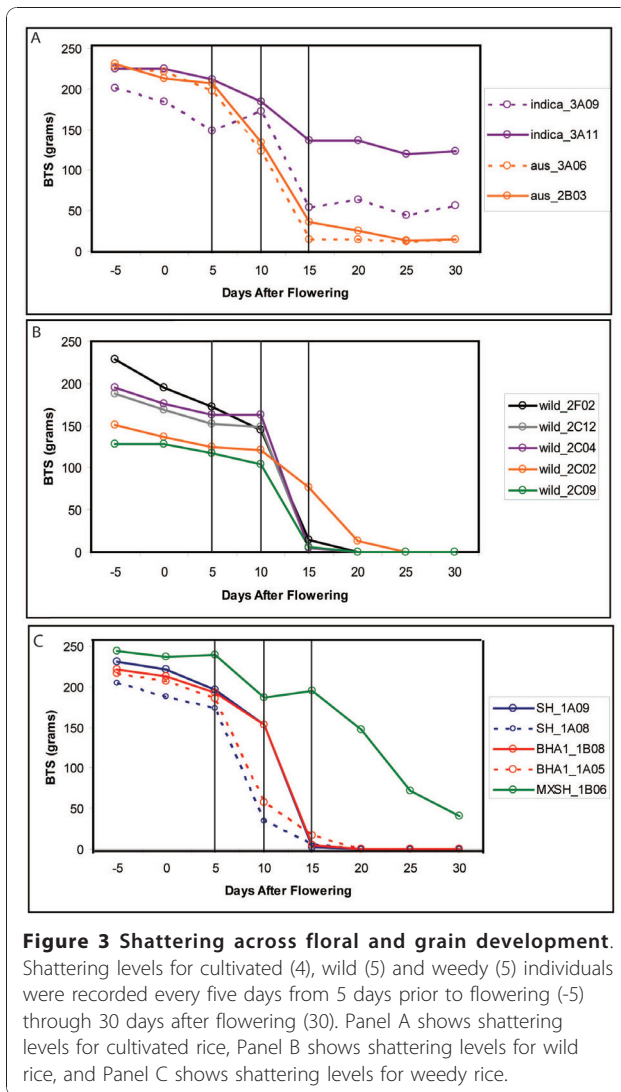 A
250
200
150
100
50
0
BTS (grams)
-5 0 5 10 15 20 25 30
Days After Flowering
indica_3A09
indica_3A11
aus_3A06
aus_2B03
B
250
200
150
100
50
0
BTS (grams)
-5 0 5 10 15 20 25 30
Days After Flowering
wild_2F02
wild_2C12
wild_2C04
wild_2C02
wild_2C09
C
250
200
150
100
50
0
BTS (grams)
-5 0 5 10 15 20 25 30
Days After Flowering
SH_1A09
SH_1A08
BHA1_1B08
BHA1_1A05
MXSH_1B06
Figure 3 Shattering across floral and grain development.
Shattering levels for cultivated (4), wild (5) and weedy (5) individuals
were recorded every five days from 5 days prior to flowering (-5)
through 30 days after flowering (30). Panel A shows shattering
levels for cultivated rice, Panel B shows shattering levels for wild
rice, and Panel C shows shattering levels for weedy rice.